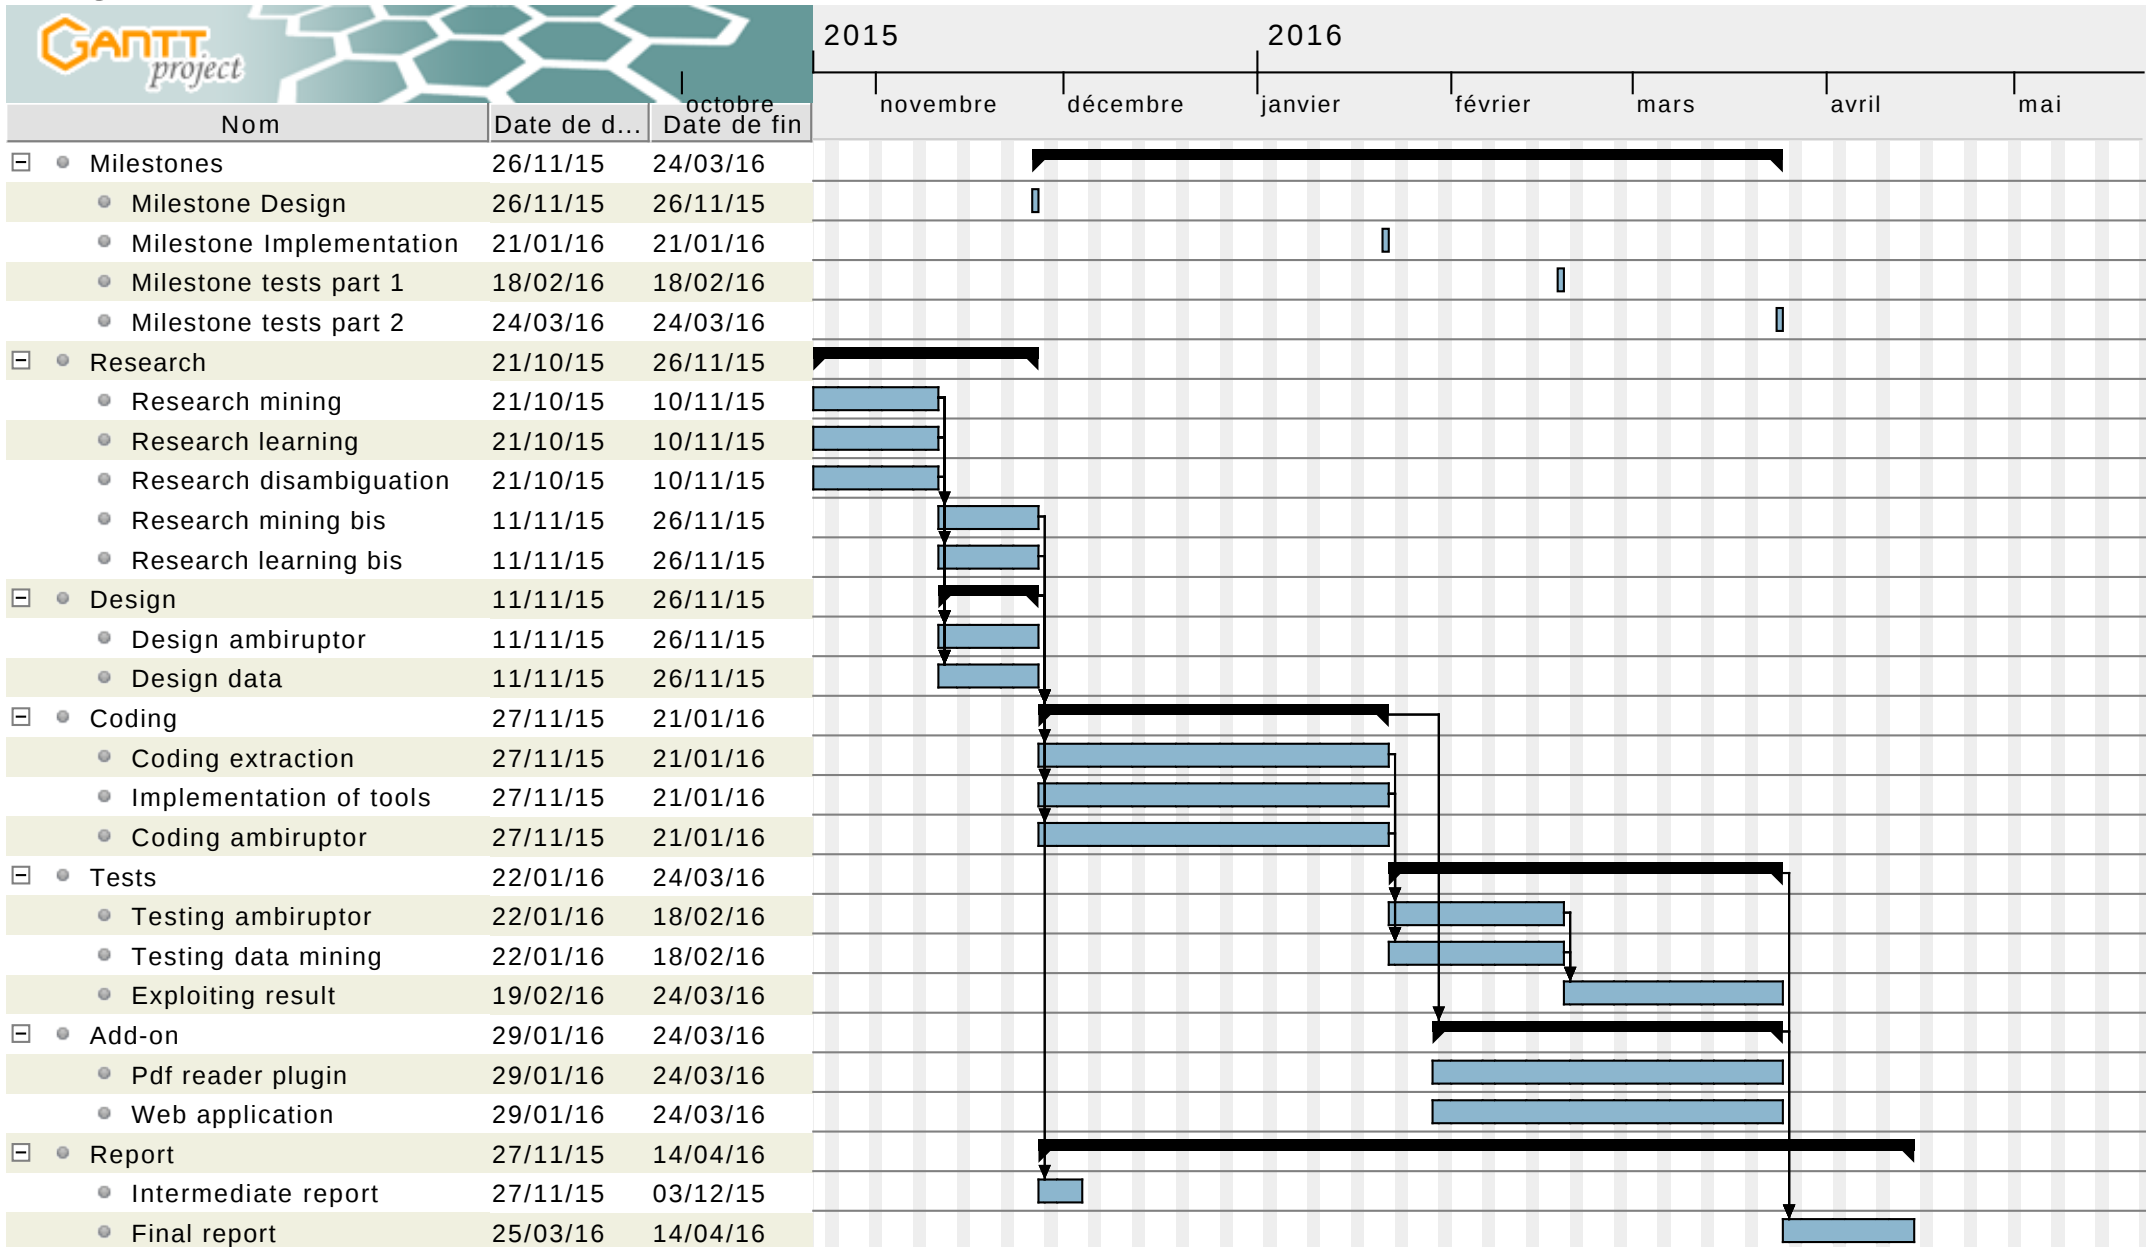 GANTT
project
2015 2016
octobre novembre décembre janvier février mars avril mai
Nom Date de d... Date de fin
Milestones 26/11/15 24/03/16
Milestone Design 26/11/15 26/11/15
Milestone Implementation 21/01/16 21/01/16
Milestone tests part 1 18/02/16 18/02/16
Milestone tests part 2 24/03/16 24/03/16
Research 21/10/15 26/11/15
Research mining 21/10/15 10/11/15
Research learning 21/10/15 10/11/15
Research disambiguation 21/10/15 10/11/15
Research mining bis 11/11/15 26/11/15
Research learning bis 11/11/15 26/11/15
Design 11/11/15 26/11/15
Design ambiruptor 11/11/15 26/11/15
Design data 11/11/15 26/11/15
Coding 27/11/15 21/01/16
Coding extraction 27/11/15 21/01/16
Implementation of tools 27/11/15 21/01/16
Coding ambiruptor 27/11/15 21/01/16
Tests 22/01/16 24/03/16
Testing ambiruptor 22/01/16 18/02/16
Testing data mining 22/01/16 18/02/16
Exploiting result 19/02/16 24/03/16
Add-on 29/01/16 24/03/16
Pdf reader plugin 29/01/16 24/03/16
Web application 29/01/16 24/03/16
Report 27/11/15 14/04/16
Intermediate report 27/11/15 03/12/15
Final report 25/03/16 14/04/16